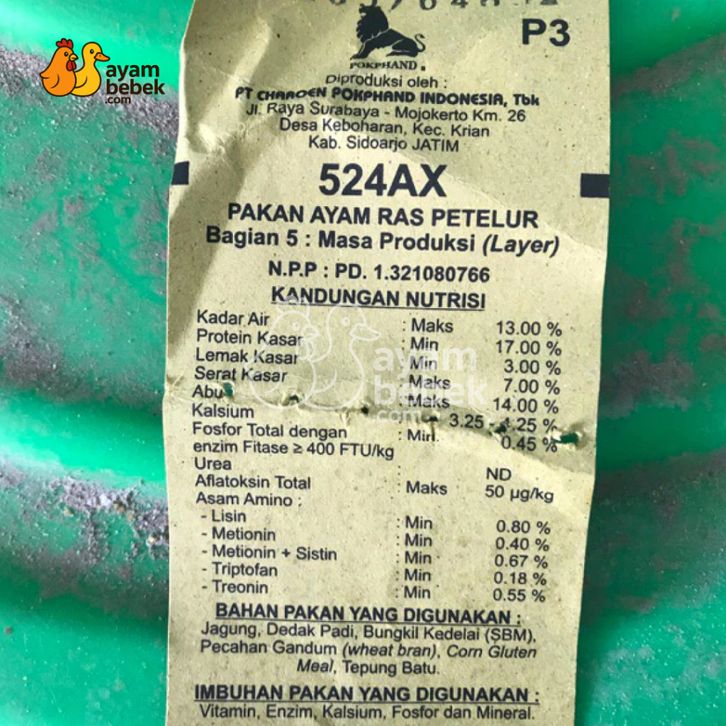 ayam
bebek
.com
P3
POKPHAND
Diproduksi oleh :
PT CHAROEN POKPHAND INDONESIA, Tbk
Jl. Raya Surabaya - Mojokerto Km. 26
Desa Keboharan, Kec. Krian
Kab. Sidoarjo JATIM
524AX
PAKAN AYAM RAS PETELUR
Bagian 5 : Masa Produksi (Layer)
N.P.P : PD. 1.321080766
KANDUNGAN NUTRISI
Kadar Air : Maks 13.00 %
Protein Kasar : Min 17.00 %
Lemak Kasar : Min 3.00 %
Serat Kasar : Maks 7.00 %
Abu : Maks 14.00 %
Kalsium : 3.25 - 4.25 %
Fosfor Total dengan : Min 0.45 %
enzim Fitase ≥ 400 FTU/kg
Urea : ND
Aflatoksin Total : Maks 50 µg/kg
Asam Amino :
- Lisin : Min 0.80 %
- Metionin : Min 0.40 %
- Metionin + Sistin : Min 0.67 %
- Triptofan : Min 0.18 %
- Treonin : Min 0.55 %
BAHAN PAKAN YANG DIGUNAKAN :
Jagung, Dedak Padi, Bungkil Kedelai (SBM),
Pecahan Gandum (wheat bran), Corn Gluten
Meal, Tepung Batu.
IMBUHAN PAKAN YANG DIGUNAKAN :
Vitamin, Enzim, Kalsium, Fosfor dan Mineral
ayam
bebek
.com